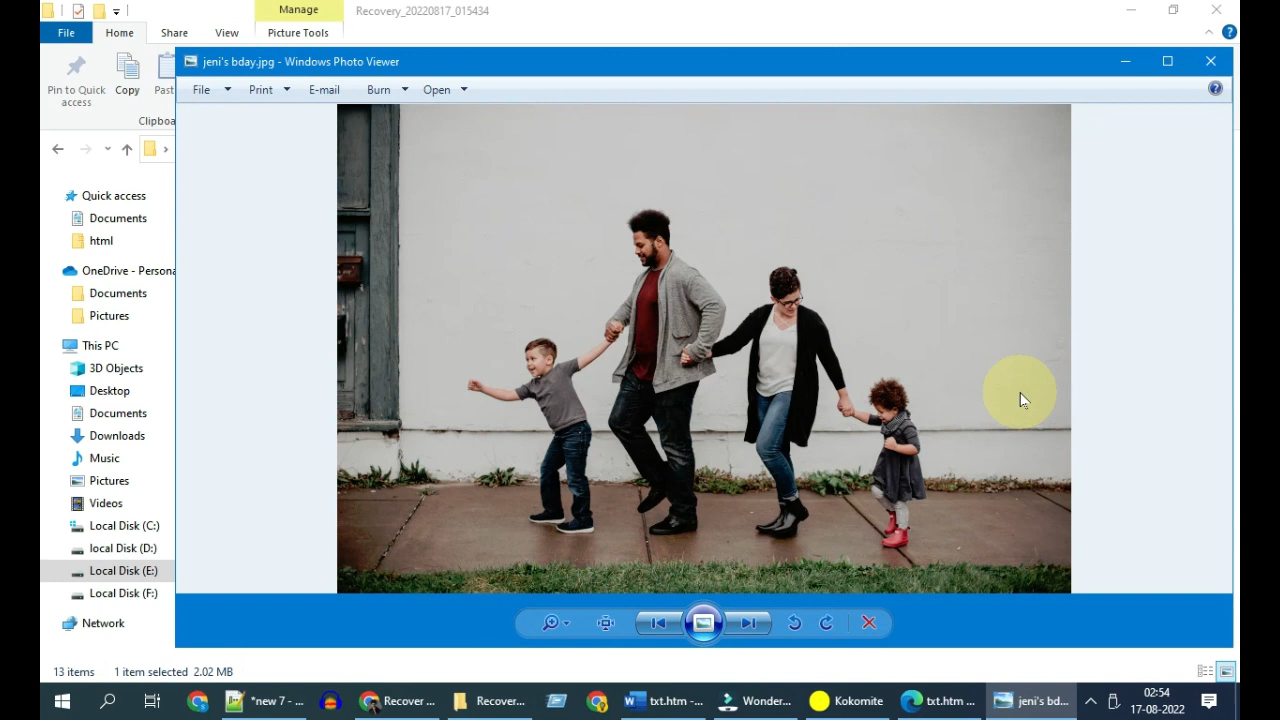 Manage
Recovery_20220817_015434
File
Home
Share
View
Picture Tools
jeni's bday.jpg - Windows Photo Viewer
File
Print
E-mail
Burn
Open
Pin to Quick
access
Copy
Past
Clipboa
Quick access
Documents
html
OneDrive - Persona
Documents
Pictures
This PC
3D Objects
Desktop
Documents
Downloads
Music
Pictures
Videos
Local Disk (C:)
local Disk (D:)
Local Disk (E:)
Local Disk (F:)
Network
13 items
1 item selected 2.02 MB
*new 7 - ...
Recover ...
Recover...
txt.htm -...
Wonder...
Kokomite
txt.htm ...
jeni's bd...
02:54
17-08-2022